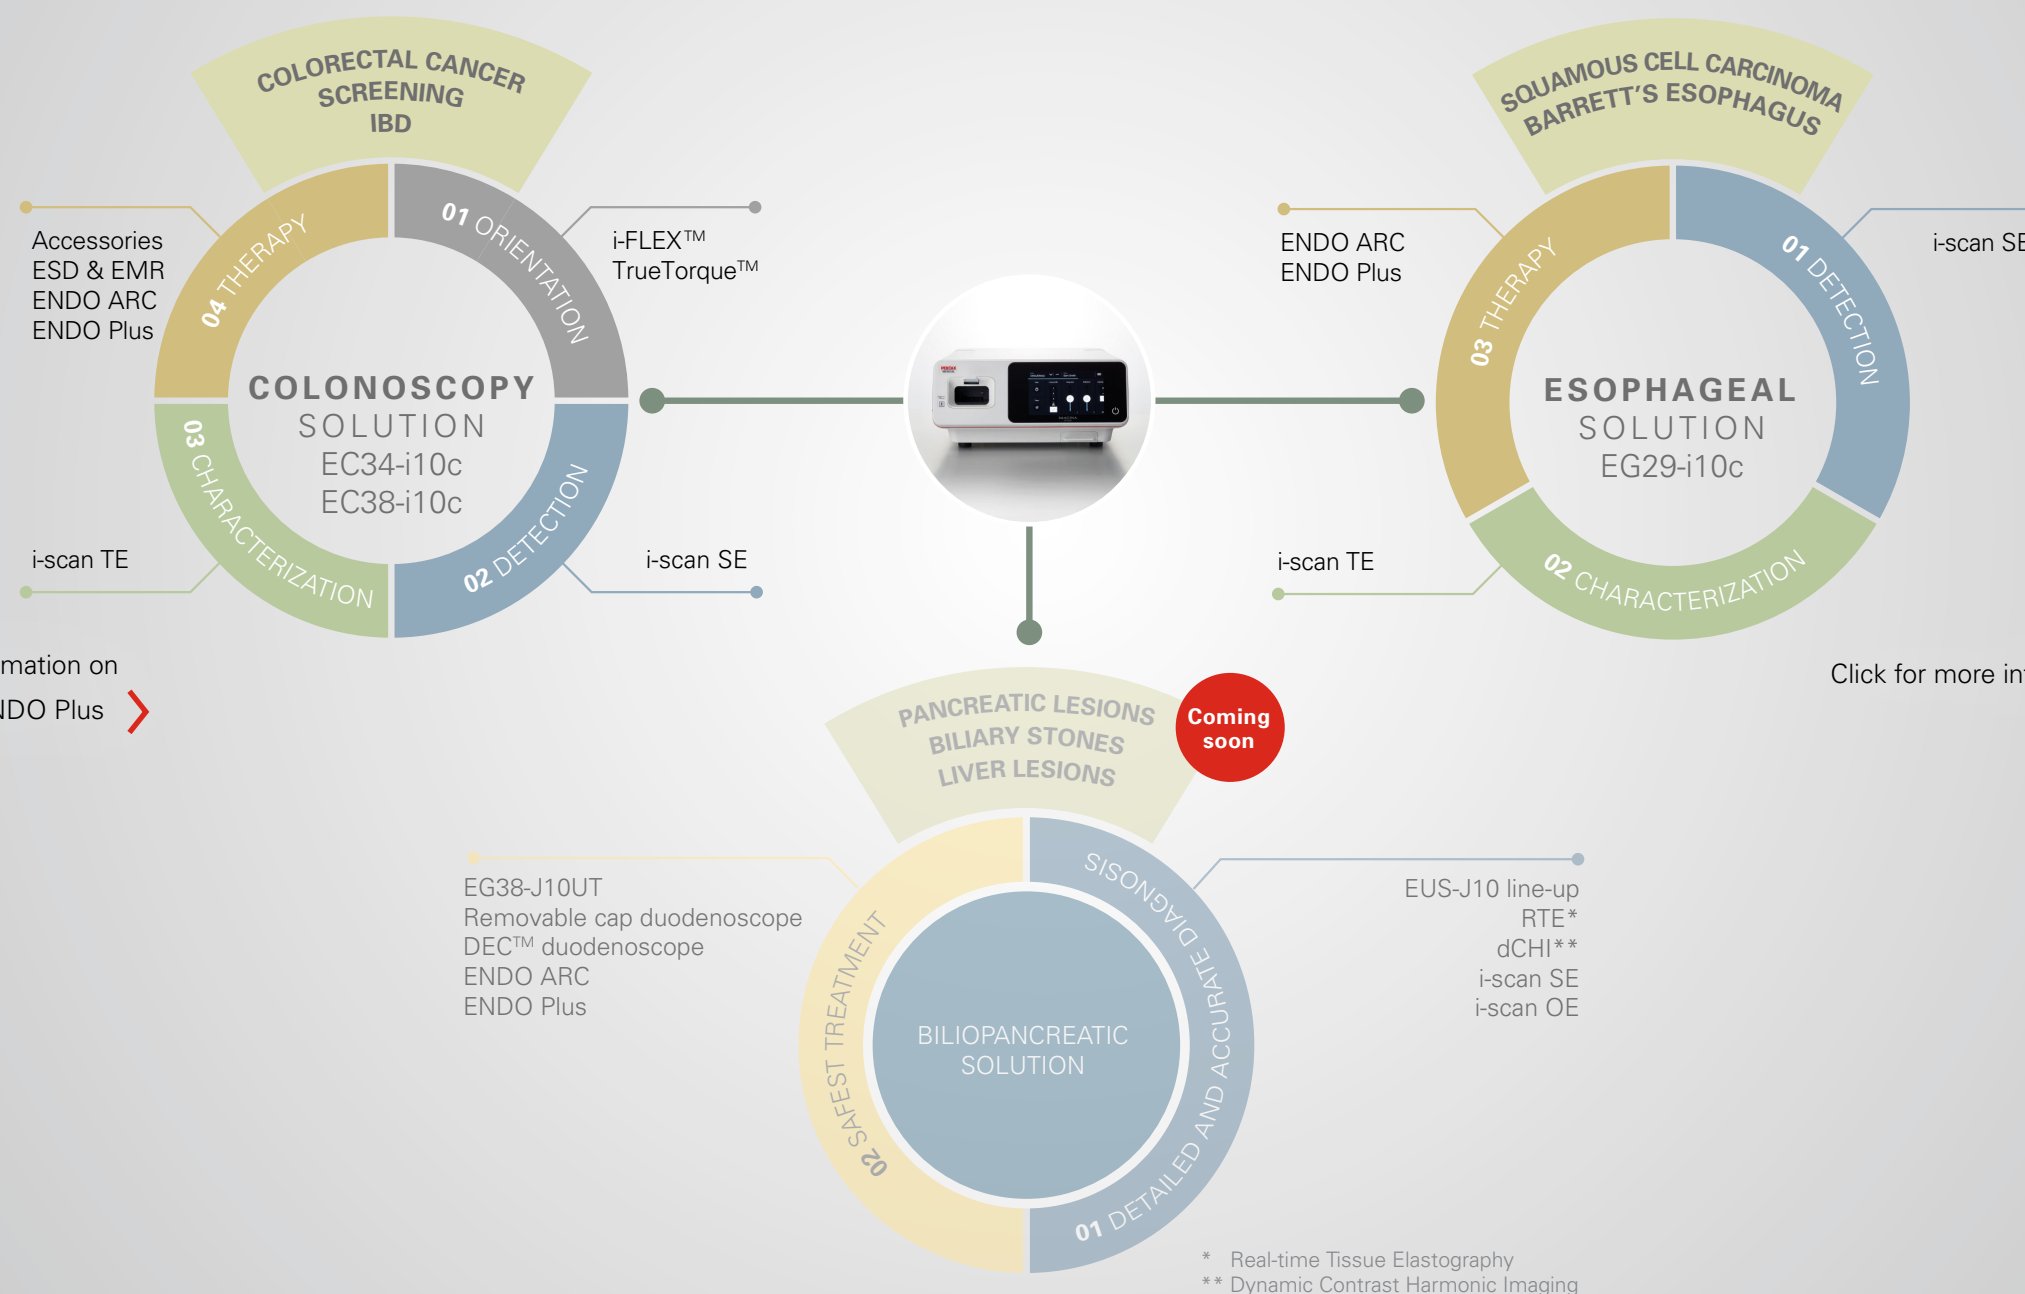 COLORECTAL CANCER
SCREENING
IBD
01 ORIENTATION
02 DETECTION
03 CHARACTERIZATION
04 THERAPY
COLONOSCOPY
SOLUTION
EC34-i10c
EC38-i10c
Accessories
ESD & EMR
ENDO ARC
ENDO Plus
i-FLEX™
TrueTorque™
i-scan TE
i-scan SE
mation on
NDO Plus
PENTAX
SQUAMOUS CELL CARCINOMA
BARRETT'S ESOPHAGUS
01 DETECTION
02 CHARACTERIZATION
03 THERAPY
ESOPHAGEAL
SOLUTION
EG29-i10c
ENDO ARC
ENDO Plus
i-scan SE
i-scan TE
Click for more inf
PANCREATIC LESIONS
BILIARY STONES
LIVER LESIONS
Coming
soon
01 DETAILED AND ACCURATE DIAGNOSIS
02 SAFEST TREATMENT
BILIOPANCREATIC
SOLUTION
EG38-J10UT
Removable cap duodenoscope
DEC™ duodenoscope
ENDO ARC
ENDO Plus
EUS-J10 line-up
RTE*
dCHI**
i-scan SE
i-scan OE
* Real-time Tissue Elastography
** Dynamic Contrast Harmonic Imaging